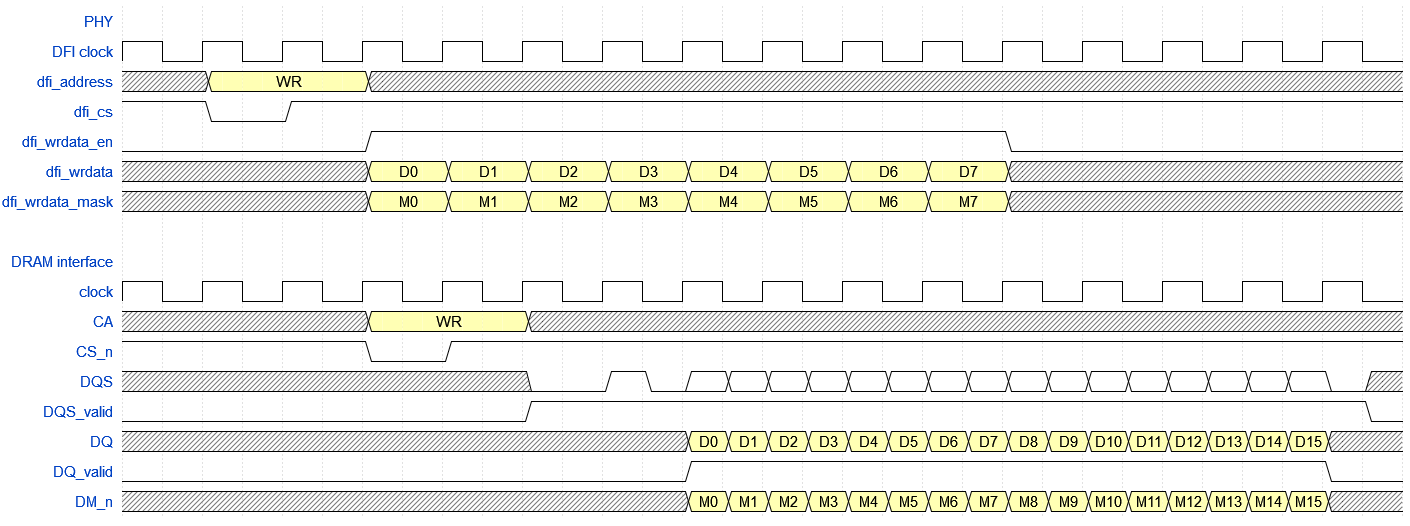 PHY
DFI clock
dfi_address WR
dfi_cs
dfi_wrdata_en
dfi_wrdata D0 D1 D2 D3 D4 D5 D6 D7
dfi_wrdata_mask M0 M1 M2 M3 M4 M5 M6 M7
DRAM interface
clock
CA WR
CS_n
DQS
DQS_valid
DQ D0 D1 D2 D3 D4 D5 D6 D7 D8 D9 D10 D11 D12 D13 D14 D15
DQ_valid
DM_n M0 M1 M2 M3 M4 M5 M6 M7 M8 M9 M10 M11 M12 M13 M14 M15